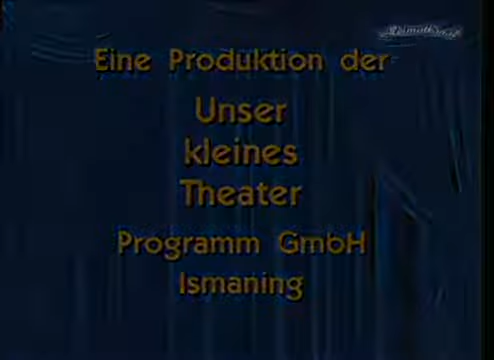 Eine Produktion der
Unser
kleines
Theater
Programm GmbH
Ismaning